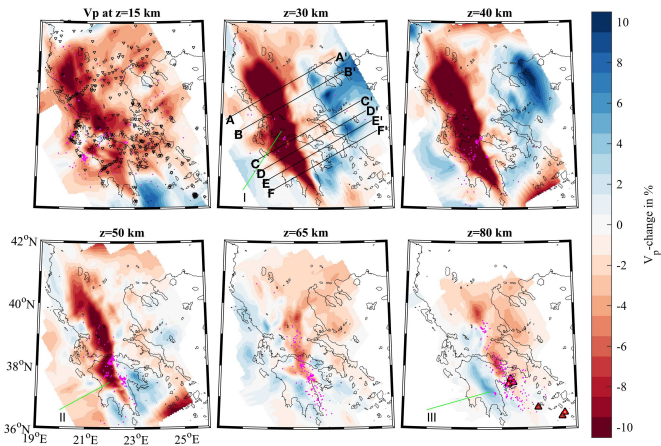 Vp at z=15 km
z=30 km
z=40 km
A'
B'
C'
D'
E'
F'
A
B
C
D
E
F
I
10
8
6
4
2
0
-2
-4
-6
-8
-10
Vp-change in %
z=50 km
z=65 km
z=80 km
42°N
40°N
38°N
36°N
19°E
21°E
23°E
25°E
II
III